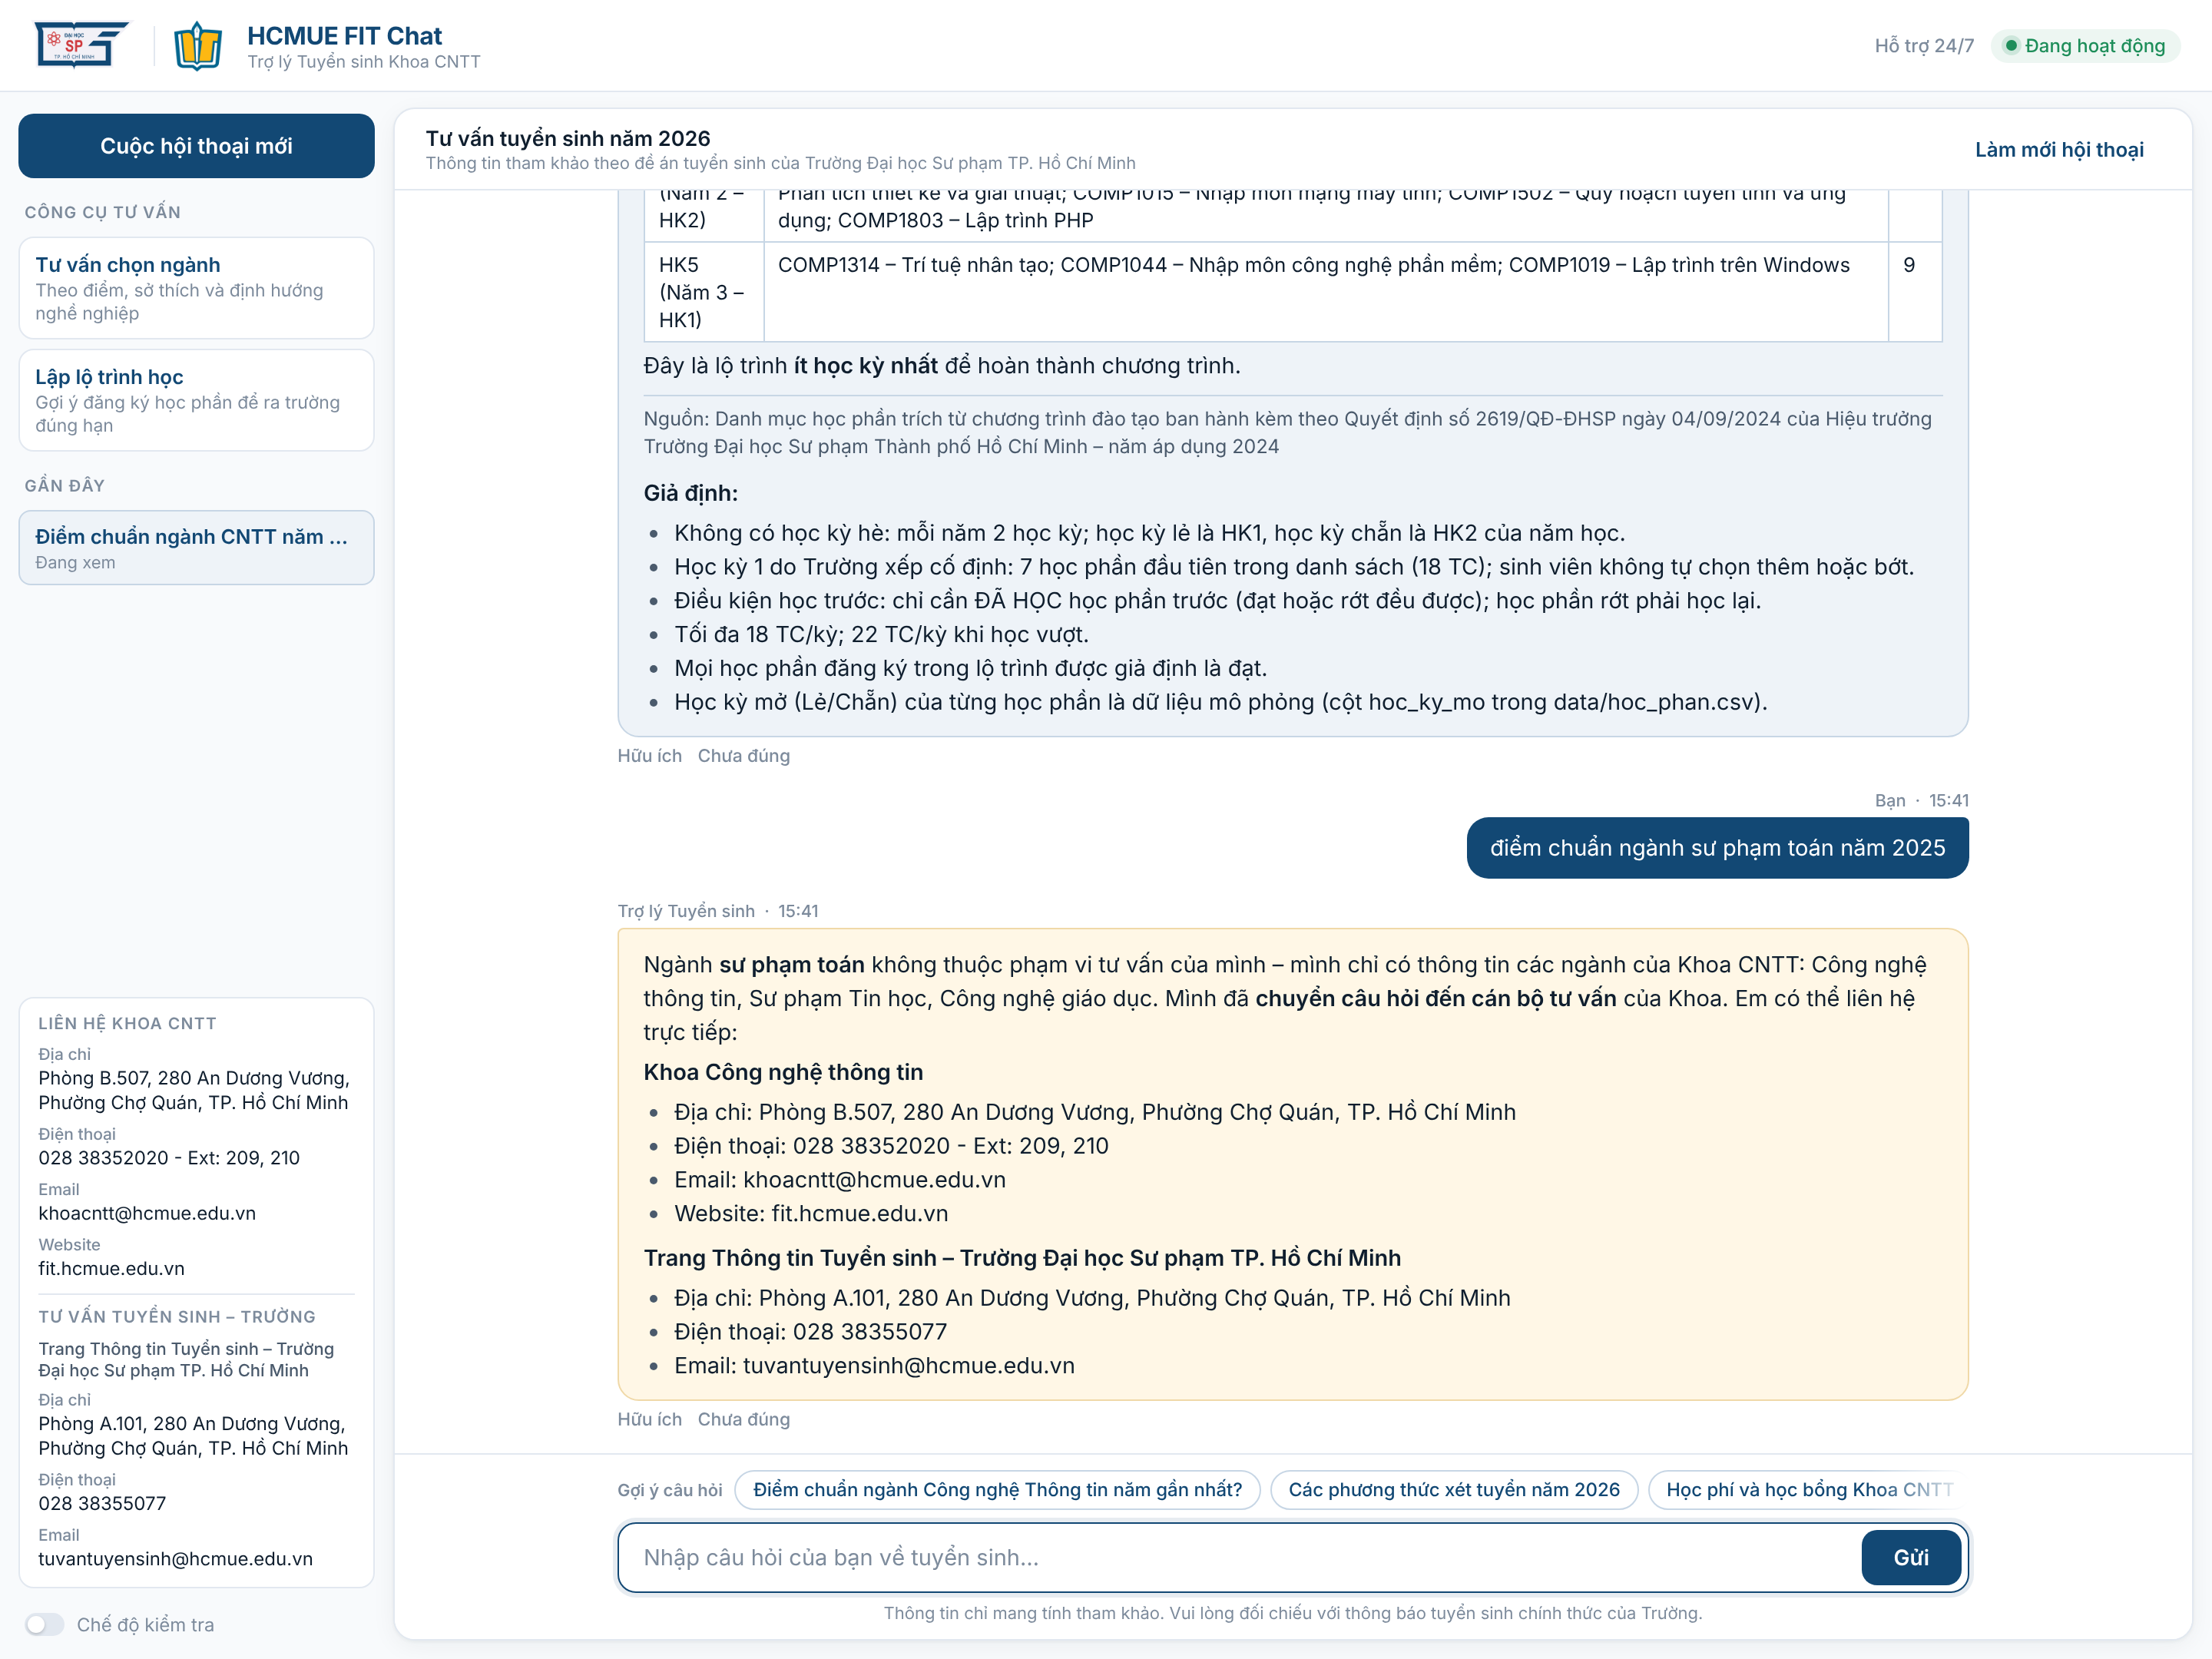 ĐẠI HỌC
SP
TP. HỒ CHÍ MINH
HCMUE FIT Chat
Trợ lý Tuyển sinh Khoa CNTT
Hỗ trợ 24/7
Đang hoạt động
Cuộc hội thoại mới
CÔNG CỤ TƯ VẤN
Tư vấn chọn ngành
Theo điểm, sở thích và định hướng
nghề nghiệp
Lập lộ trình học
Gợi ý đăng ký học phần để ra trường
đúng hạn
GẦN ĐÂY
Điểm chuẩn ngành CNTT năm ...
Đang xem
LIÊN HỆ KHOA CNTT
Địa chỉ
Phòng B.507, 280 An Dương Vương,
Phường Chợ Quán, TP. Hồ Chí Minh
Điện thoại
028 38352020 - Ext: 209, 210
Email
khoacntt@hcmue.edu.vn
Website
fit.hcmue.edu.vn
TƯ VẤN TUYỂN SINH – TRƯỜNG
Trang Thông tin Tuyển sinh – Trường
Đại học Sư phạm TP. Hồ Chí Minh
Địa chỉ
Phòng A.101, 280 An Dương Vương,
Phường Chợ Quán, TP. Hồ Chí Minh
Điện thoại
028 38355077
Email
tuvantuyensinh@hcmue.edu.vn
Chế độ kiểm tra
Tư vấn tuyển sinh năm 2026
Thông tin tham khảo theo đề án tuyển sinh của Trường Đại học Sư phạm TP. Hồ Chí Minh
Làm mới hội thoại
(Năm 2 –
HK2)
Phân tích thiết kế và giải thuật; COMP1015 – Nhập môn mạng máy tính; COMP1502 – Quy hoạch tuyến tính và ứng
dụng; COMP1803 – Lập trình PHP
HK5
(Năm 3 –
HK1)
COMP1314 – Trí tuệ nhân tạo; COMP1044 – Nhập môn công nghệ phần mềm; COMP1019 – Lập trình trên Windows
9
Đây là lộ trình ít học kỳ nhất để hoàn thành chương trình.
Nguồn: Danh mục học phần trích từ chương trình đào tạo ban hành kèm theo Quyết định số 2619/QĐ-ĐHSP ngày 04/09/2024 của Hiệu trưởng
Trường Đại học Sư phạm Thành phố Hồ Chí Minh – năm áp dụng 2024
Giả định:
Không có học kỳ hè: mỗi năm 2 học kỳ; học kỳ lẻ là HK1, học kỳ chẵn là HK2 của năm học.
Học kỳ 1 do Trường xếp cố định: 7 học phần đầu tiên trong danh sách (18 TC); sinh viên không tự chọn thêm hoặc bớt.
Điều kiện học trước: chỉ cần ĐÃ HỌC học phần trước (đạt hoặc rớt đều được); học phần rớt phải học lại.
Tối đa 18 TC/kỳ; 22 TC/kỳ khi học vượt.
Mọi học phần đăng ký trong lộ trình được giả định là đạt.
Học kỳ mở (Lẻ/Chẵn) của từng học phần là dữ liệu mô phỏng (cột hoc_ky_mo trong data/hoc_phan.csv).
Hữu ích Chưa đúng
Bạn · 15:41
điểm chuẩn ngành sư phạm toán năm 2025
Trợ lý Tuyển sinh · 15:41
Ngành sư phạm toán không thuộc phạm vi tư vấn của mình – mình chỉ có thông tin các ngành của Khoa CNTT: Công nghệ
thông tin, Sư phạm Tin học, Công nghệ giáo dục. Mình đã chuyển câu hỏi đến cán bộ tư vấn của Khoa. Em có thể liên hệ
trực tiếp:
Khoa Công nghệ thông tin
Địa chỉ: Phòng B.507, 280 An Dương Vương, Phường Chợ Quán, TP. Hồ Chí Minh
Điện thoại: 028 38352020 - Ext: 209, 210
Email: khoacntt@hcmue.edu.vn
Website: fit.hcmue.edu.vn
Trang Thông tin Tuyển sinh – Trường Đại học Sư phạm TP. Hồ Chí Minh
Địa chỉ: Phòng A.101, 280 An Dương Vương, Phường Chợ Quán, TP. Hồ Chí Minh
Điện thoại: 028 38355077
Email: tuvantuyensinh@hcmue.edu.vn
Hữu ích Chưa đúng
Gợi ý câu hỏi
Điểm chuẩn ngành Công nghệ Thông tin năm gần nhất?
Các phương thức xét tuyển năm 2026
Học phí và học bổng Khoa CNTT
Nhập câu hỏi của bạn về tuyển sinh...
Gửi
Thông tin chỉ mang tính tham khảo. Vui lòng đối chiếu với thông báo tuyển sinh chính thức của Trường.